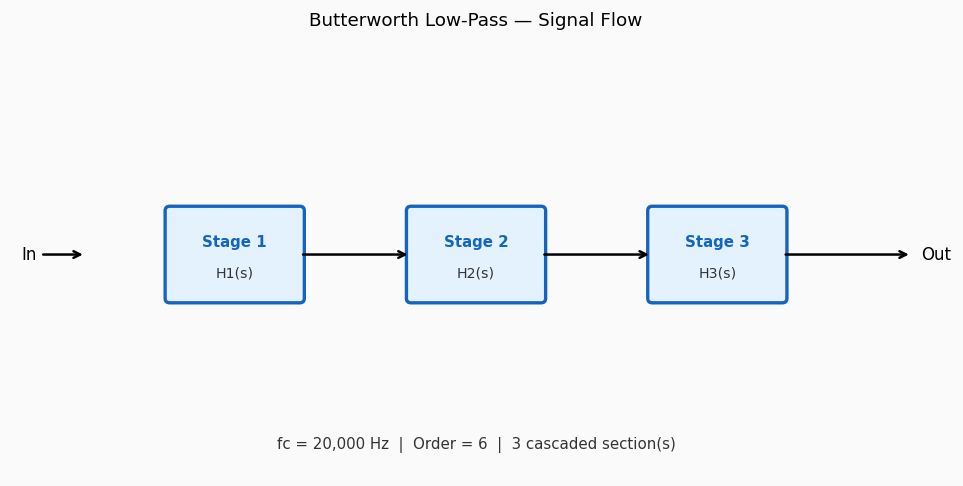 Butterworth Low-Pass — Signal Flow
In
Stage 1
H1(s)
Stage 2
H2(s)
Stage 3
H3(s)
Out
fc = 20,000 Hz  |  Order = 6  |  3 cascaded section(s)